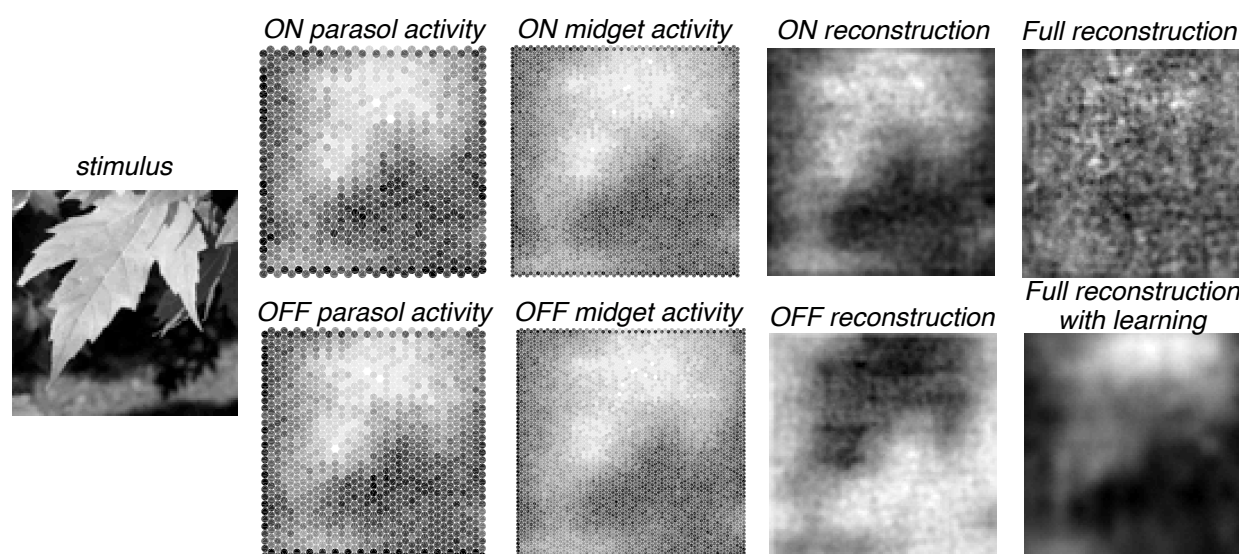 ON parasol activity
ON midget activity
ON reconstruction
Full reconstruction
stimulus
OFF parasol activity
OFF midget activity
OFF reconstruction
Full reconstruction
with learning